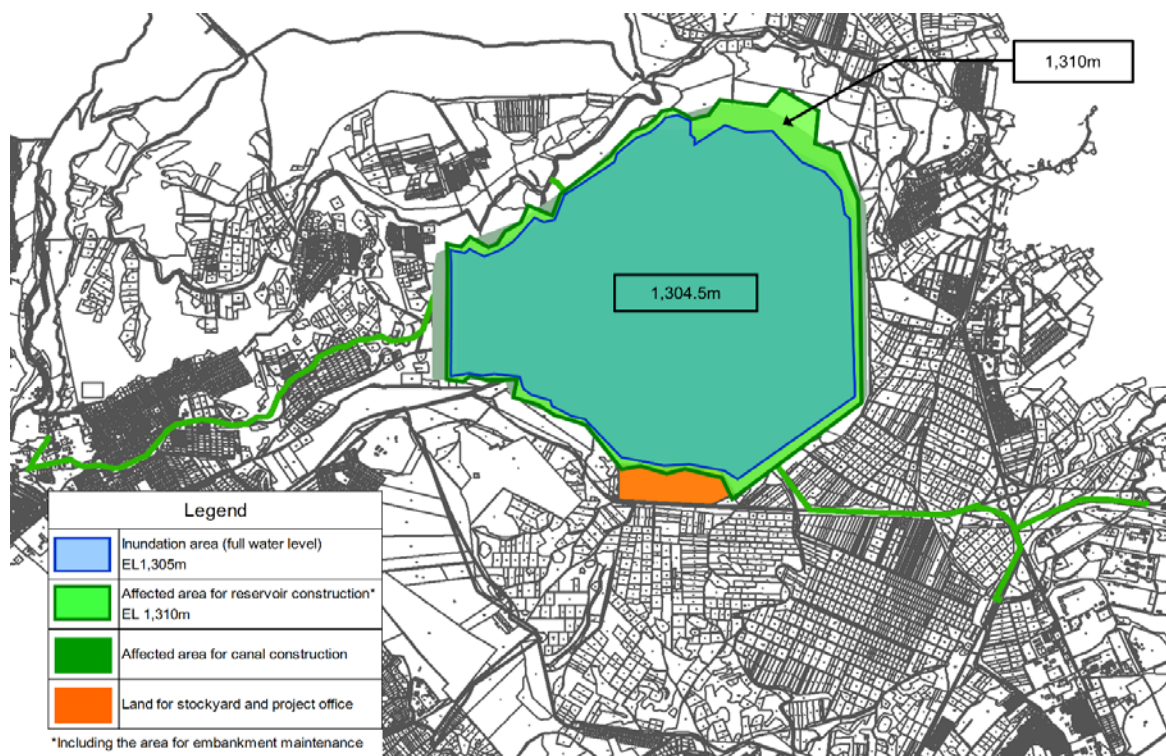 1,310m
1,304.5m
Legend
Inundation area (full water level)
EL1,305m
Affected area for reservoir construction*
EL 1,310m
Affected area for canal construction
Land for stockyard and project office
*Including the area for embankment maintenance